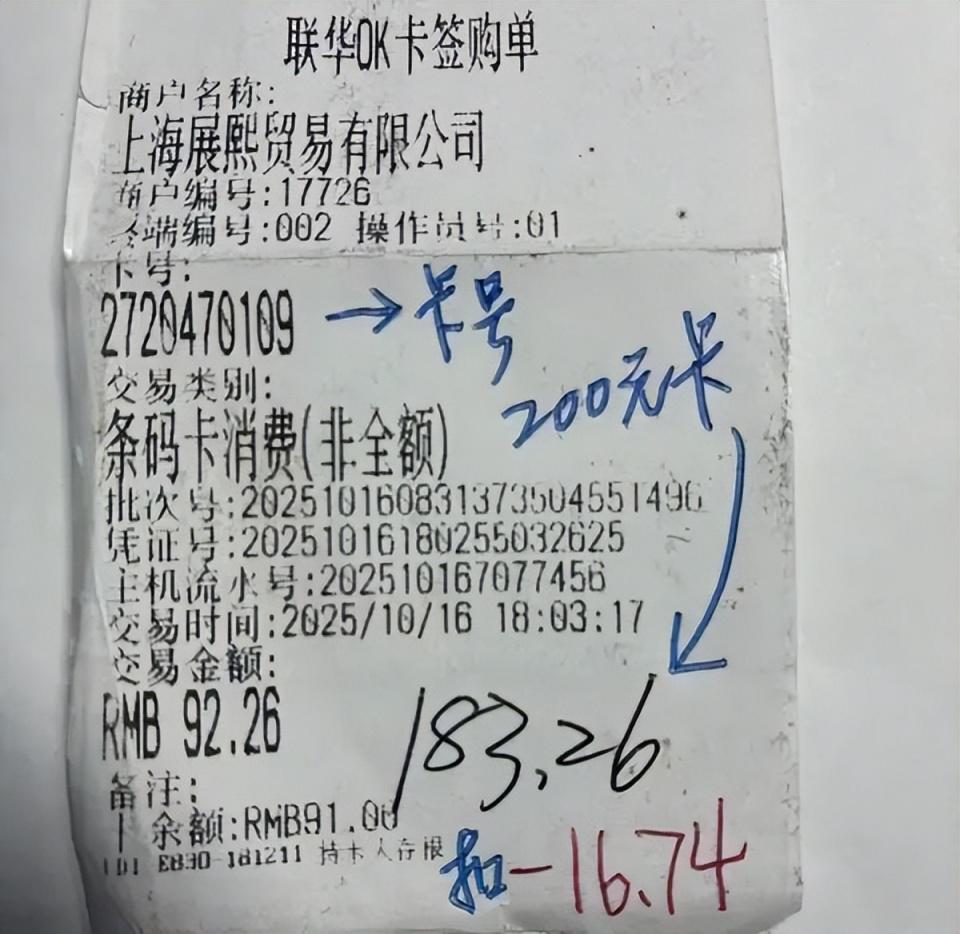 联华OK卡签购单
商户名称:
上海展熙贸易有限公司
商户编号:17726
终端编号:002 操作员号:01
卡号:
2720470109 → 卡号
200元卡
交易类别:
条码卡消费(非全额)
批次号:202510160831373504551496
凭证号:20251016180255032625
主机流水号:202510167077456
交易时间:2025/10/16 18:03:17
交易金额:
RMB 92.26
183.26
备注:
卡余额:RMB91.00
181211 持卡人存根
扣-16.74